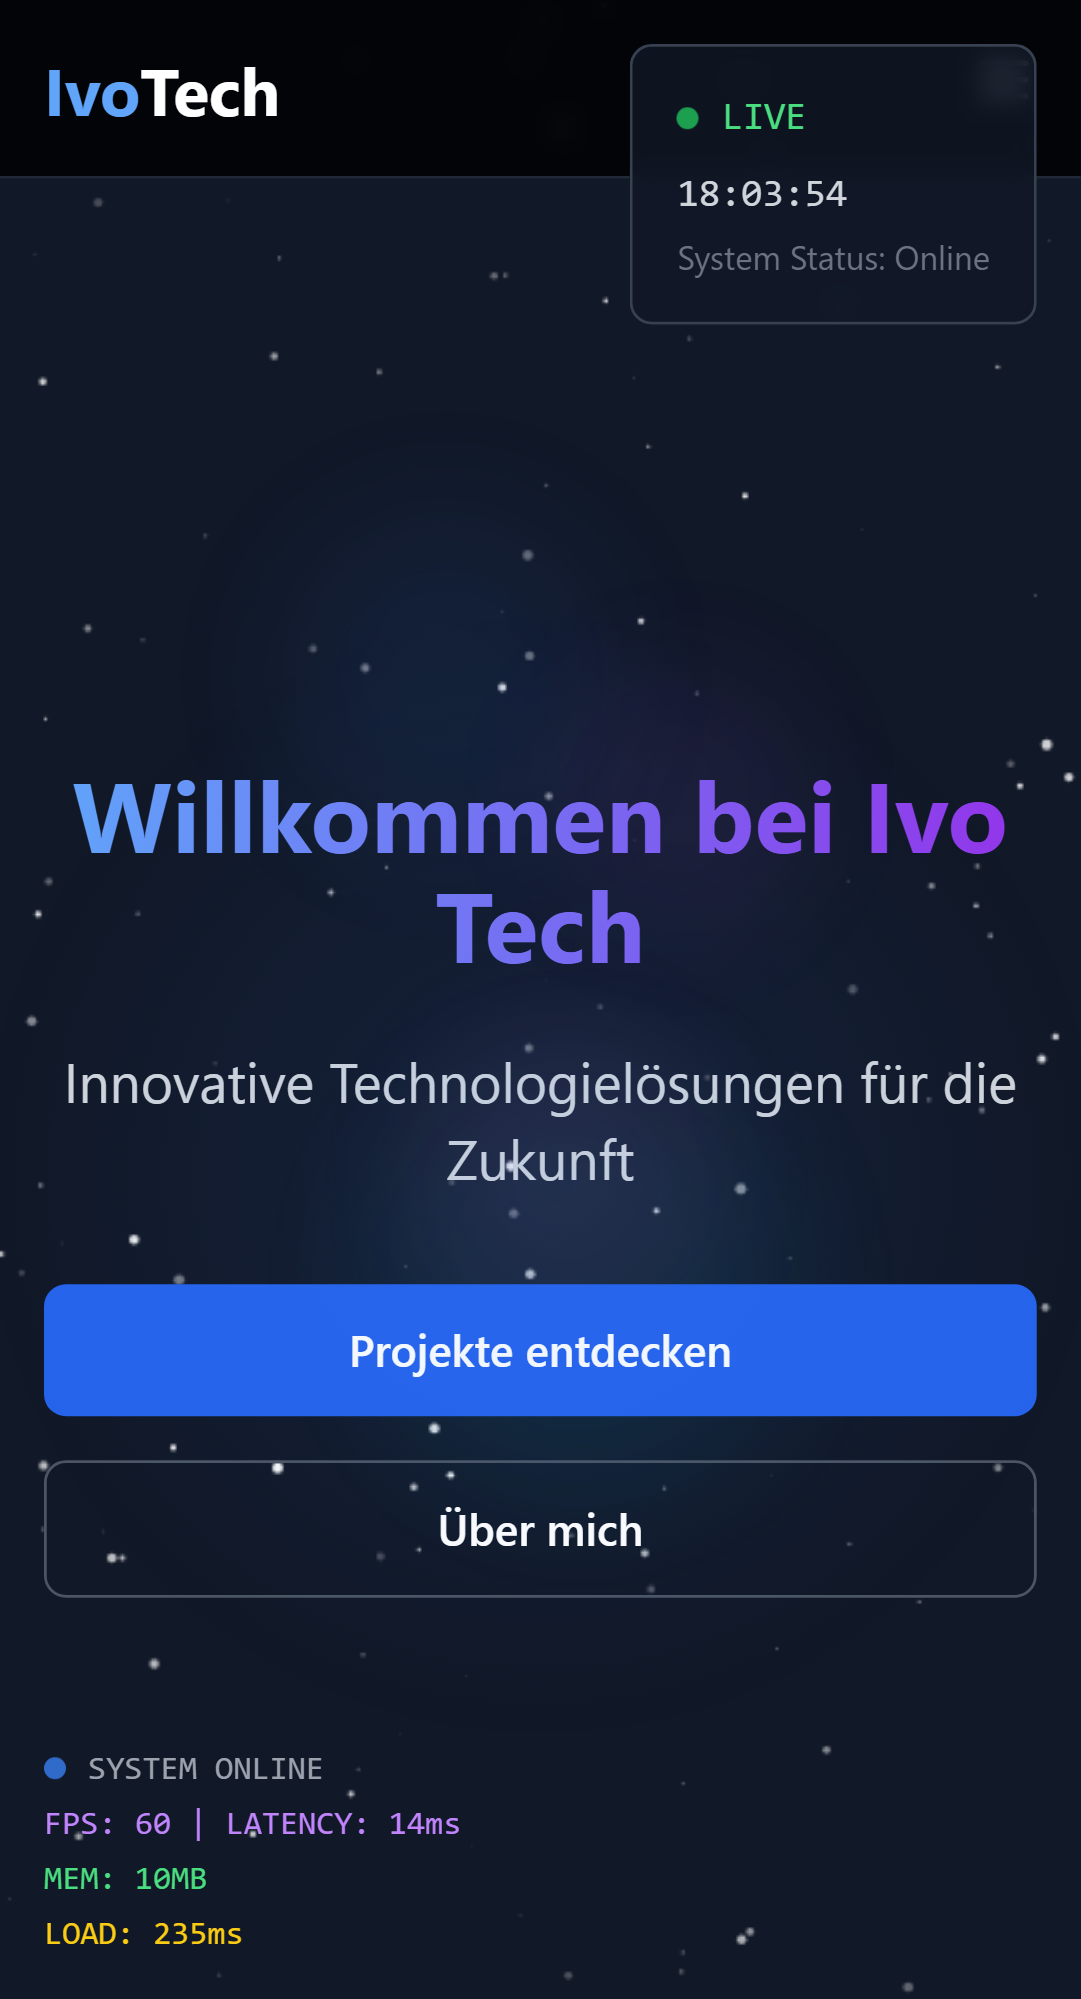 IvoTech
LIVE
18:03:54
System Status: Online
Willkommen bei Ivo
Tech
Innovative Technologielösungen für die
Zukunft
Projekte entdecken
Über mich
SYSTEM ONLINE
FPS: 60 | LATENCY: 14ms
MEM: 10MB
LOAD: 235ms